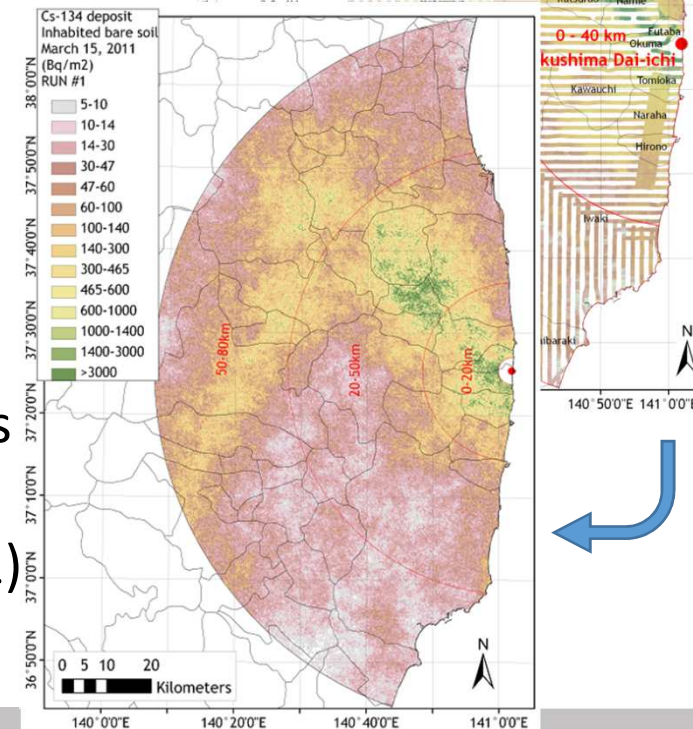 Cs-134 deposit
Inhabited bare soil
March 15, 2011
(Bq/m2)
RUN #1
5-10
10-14
14-30
30-47
47-60
60-100
100-140
140-300
300-465
465-600
600-1000
1000-1400
1400-3000
>3000
38°0'0"N
37°50'0"N
37°40'0"N
37°30'0"N
37°20'0"N
37°10'0"N
37°0'0"N
36°50'0"N
50-80km
20-50km
0-20km
0 5 10 20
Kilometers
N
140°0'0"E 140°20'0"E 140°40'0"E 141°0'0"E
Namie
Futaba
0 - 40 km
Okuma
kushima Dai-ichi
Tomioka
Kawauchi
Naraha
Hirono
Iwaki
Ibaraki
N
140°50'0"E 141°0'0"E
s
)